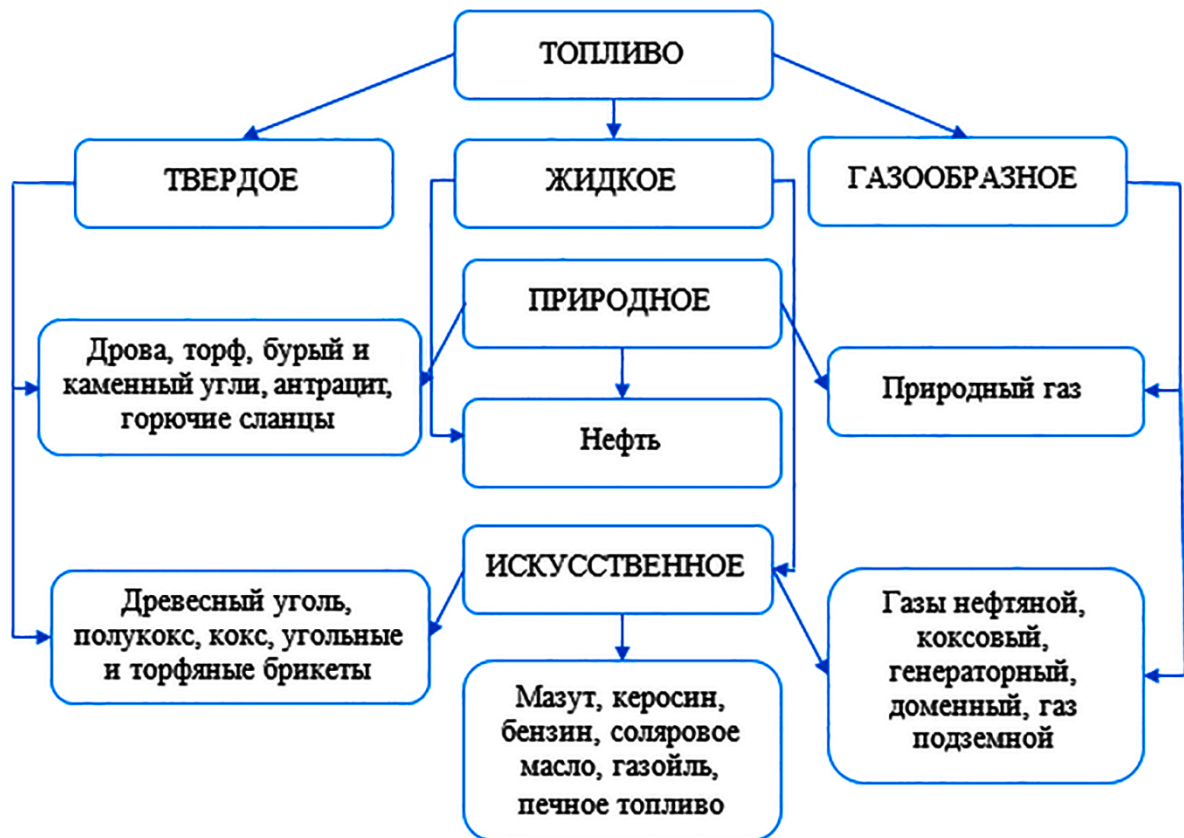 ТОПЛИВО
ТВЕРДОЕ
ЖИДКОЕ
ГАЗООБРАЗНОЕ
ПРИРОДНОЕ
Дрова, торф, бурый и
каменный угли, антрацит,
горючие сланцы
Природный газ
Нефть
ИСКУССТВЕННОЕ
Древесный уголь,
полукокс, кокс, угольные
и торфяные брикеты
Газы нефтяной,
коксовый,
генераторный,
доменный, газ
подземной
Мазут, керосин,
бензин, соляровое
масло, газойль,
печное топливо